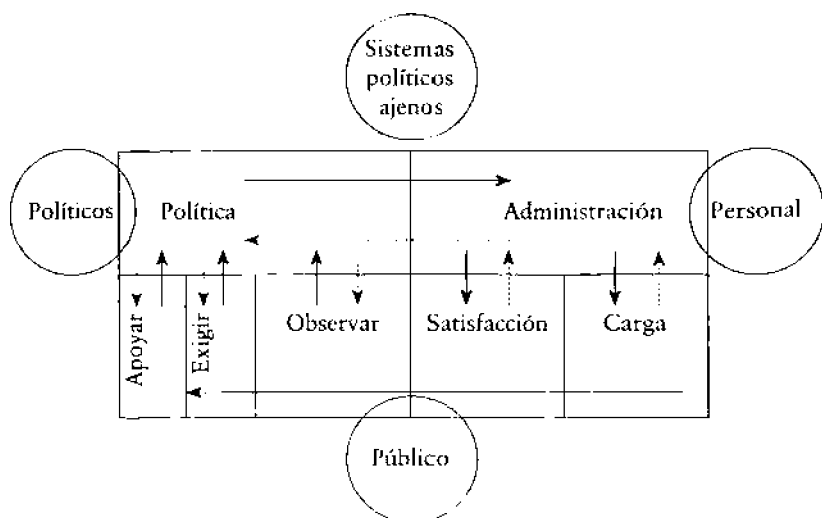 Sistemas
políticos
ajenos
Políticos
Política
Administración
Personal
Apoyar
Exigir
Observar
Satisfacción
Carga
Público